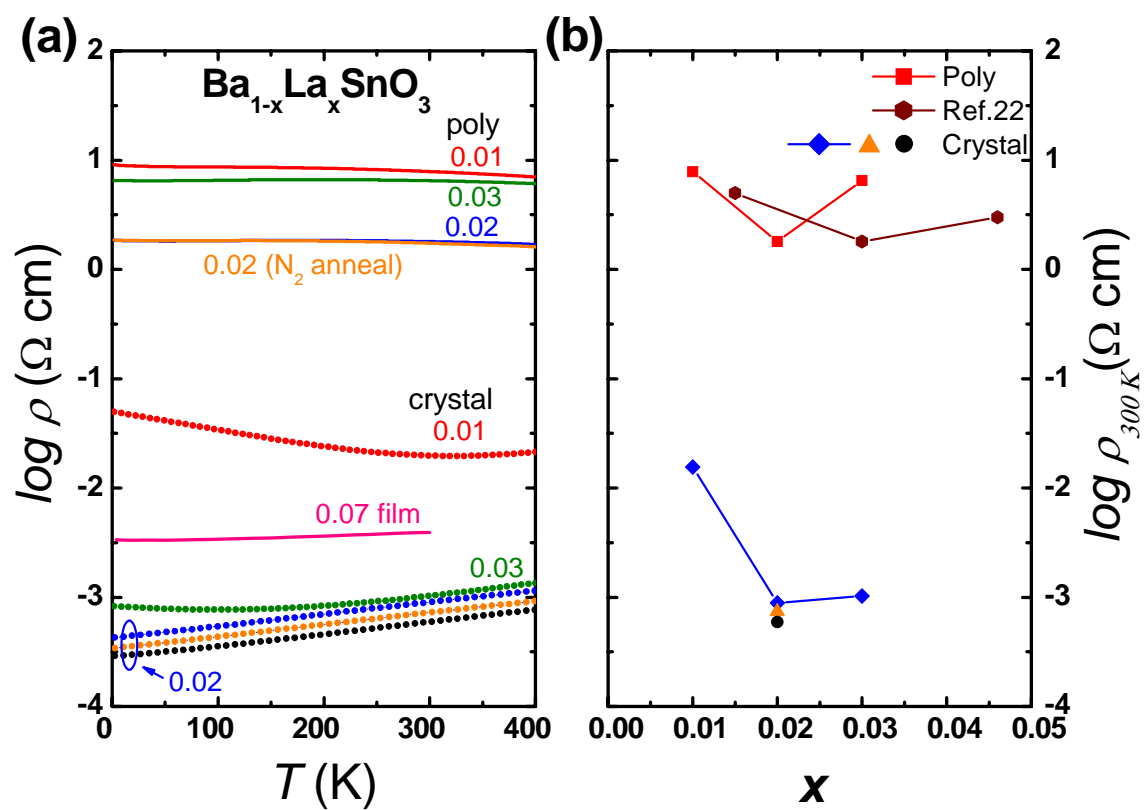 (a)
Ba1-xLaxSnO3
poly
0.01
0.03
0.02
0.02 (N2 anneal)
crystal
0.01
0.07 film
0.03
0.02
log ρ (Ω cm)
2
1
0
-1
-2
-3
-4
0 100 200 300 400
T (K)
(b)
Poly
Ref.22
Crystal
2
1
0
-1
-2
-3
-4
log ρ300 K (Ω cm)
0.00 0.01 0.02 0.03 0.04 0.05
x